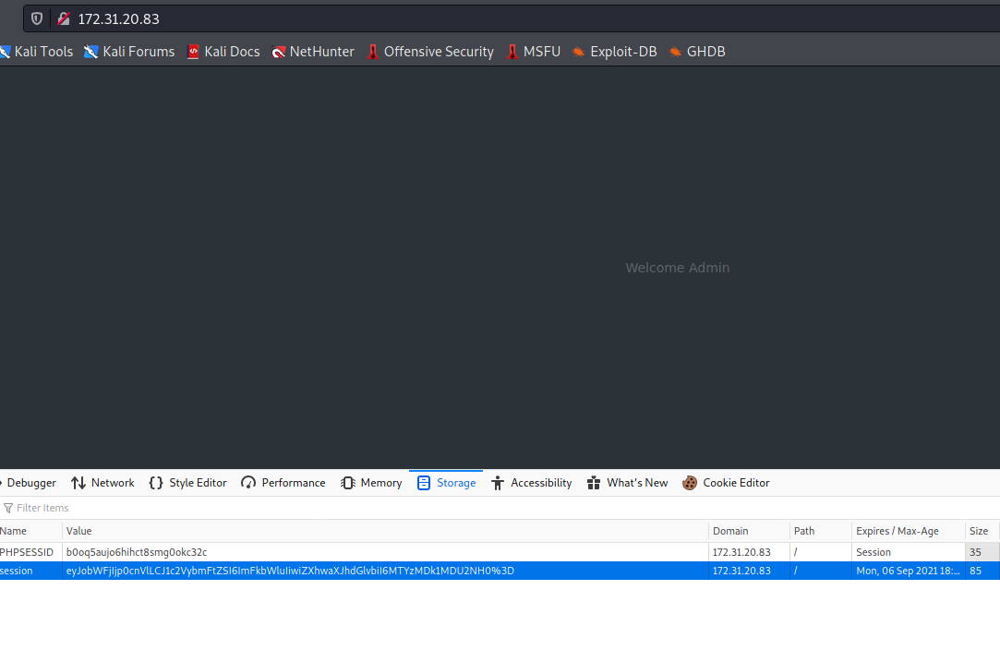 172.31.20.83
Kali Tools Kali Forums Kali Docs NetHunter Offensive Security MSFU Exploit-DB GHDB
Welcome Admin
Debugger Network Style Editor Performance Memory Storage Accessibility What's New Cookie Editor
Filter Items
Name Value Domain Path Expires / Max-Age Size
PHPSESSID b0oq5aujo6hihct8smg0okc32c 172.31.20.83 / Session 35
session eyJobWFjIjp0cnVlLCJ1c2VybmFtZSI6ImFkbWluIiwiZXhwaXJhdGlvbiI6MTYzMDk1MDU2NH0%3D 172.31.20.83 / Mon, 06 Sep 2021 18:... 85